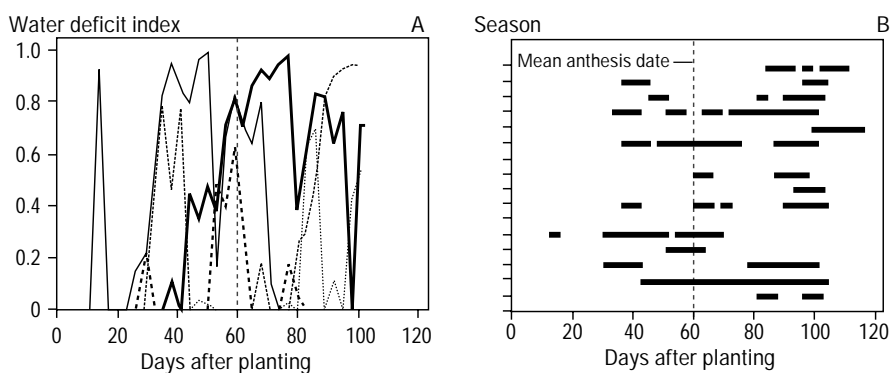 Water deficit index A
1.0
0.8
0.6
0.4
0.2
0
0 20 40 60 80 100 120
Days after planting
Season B
Mean anthesis date
0 20 40 60 80 100 120
Days after planting